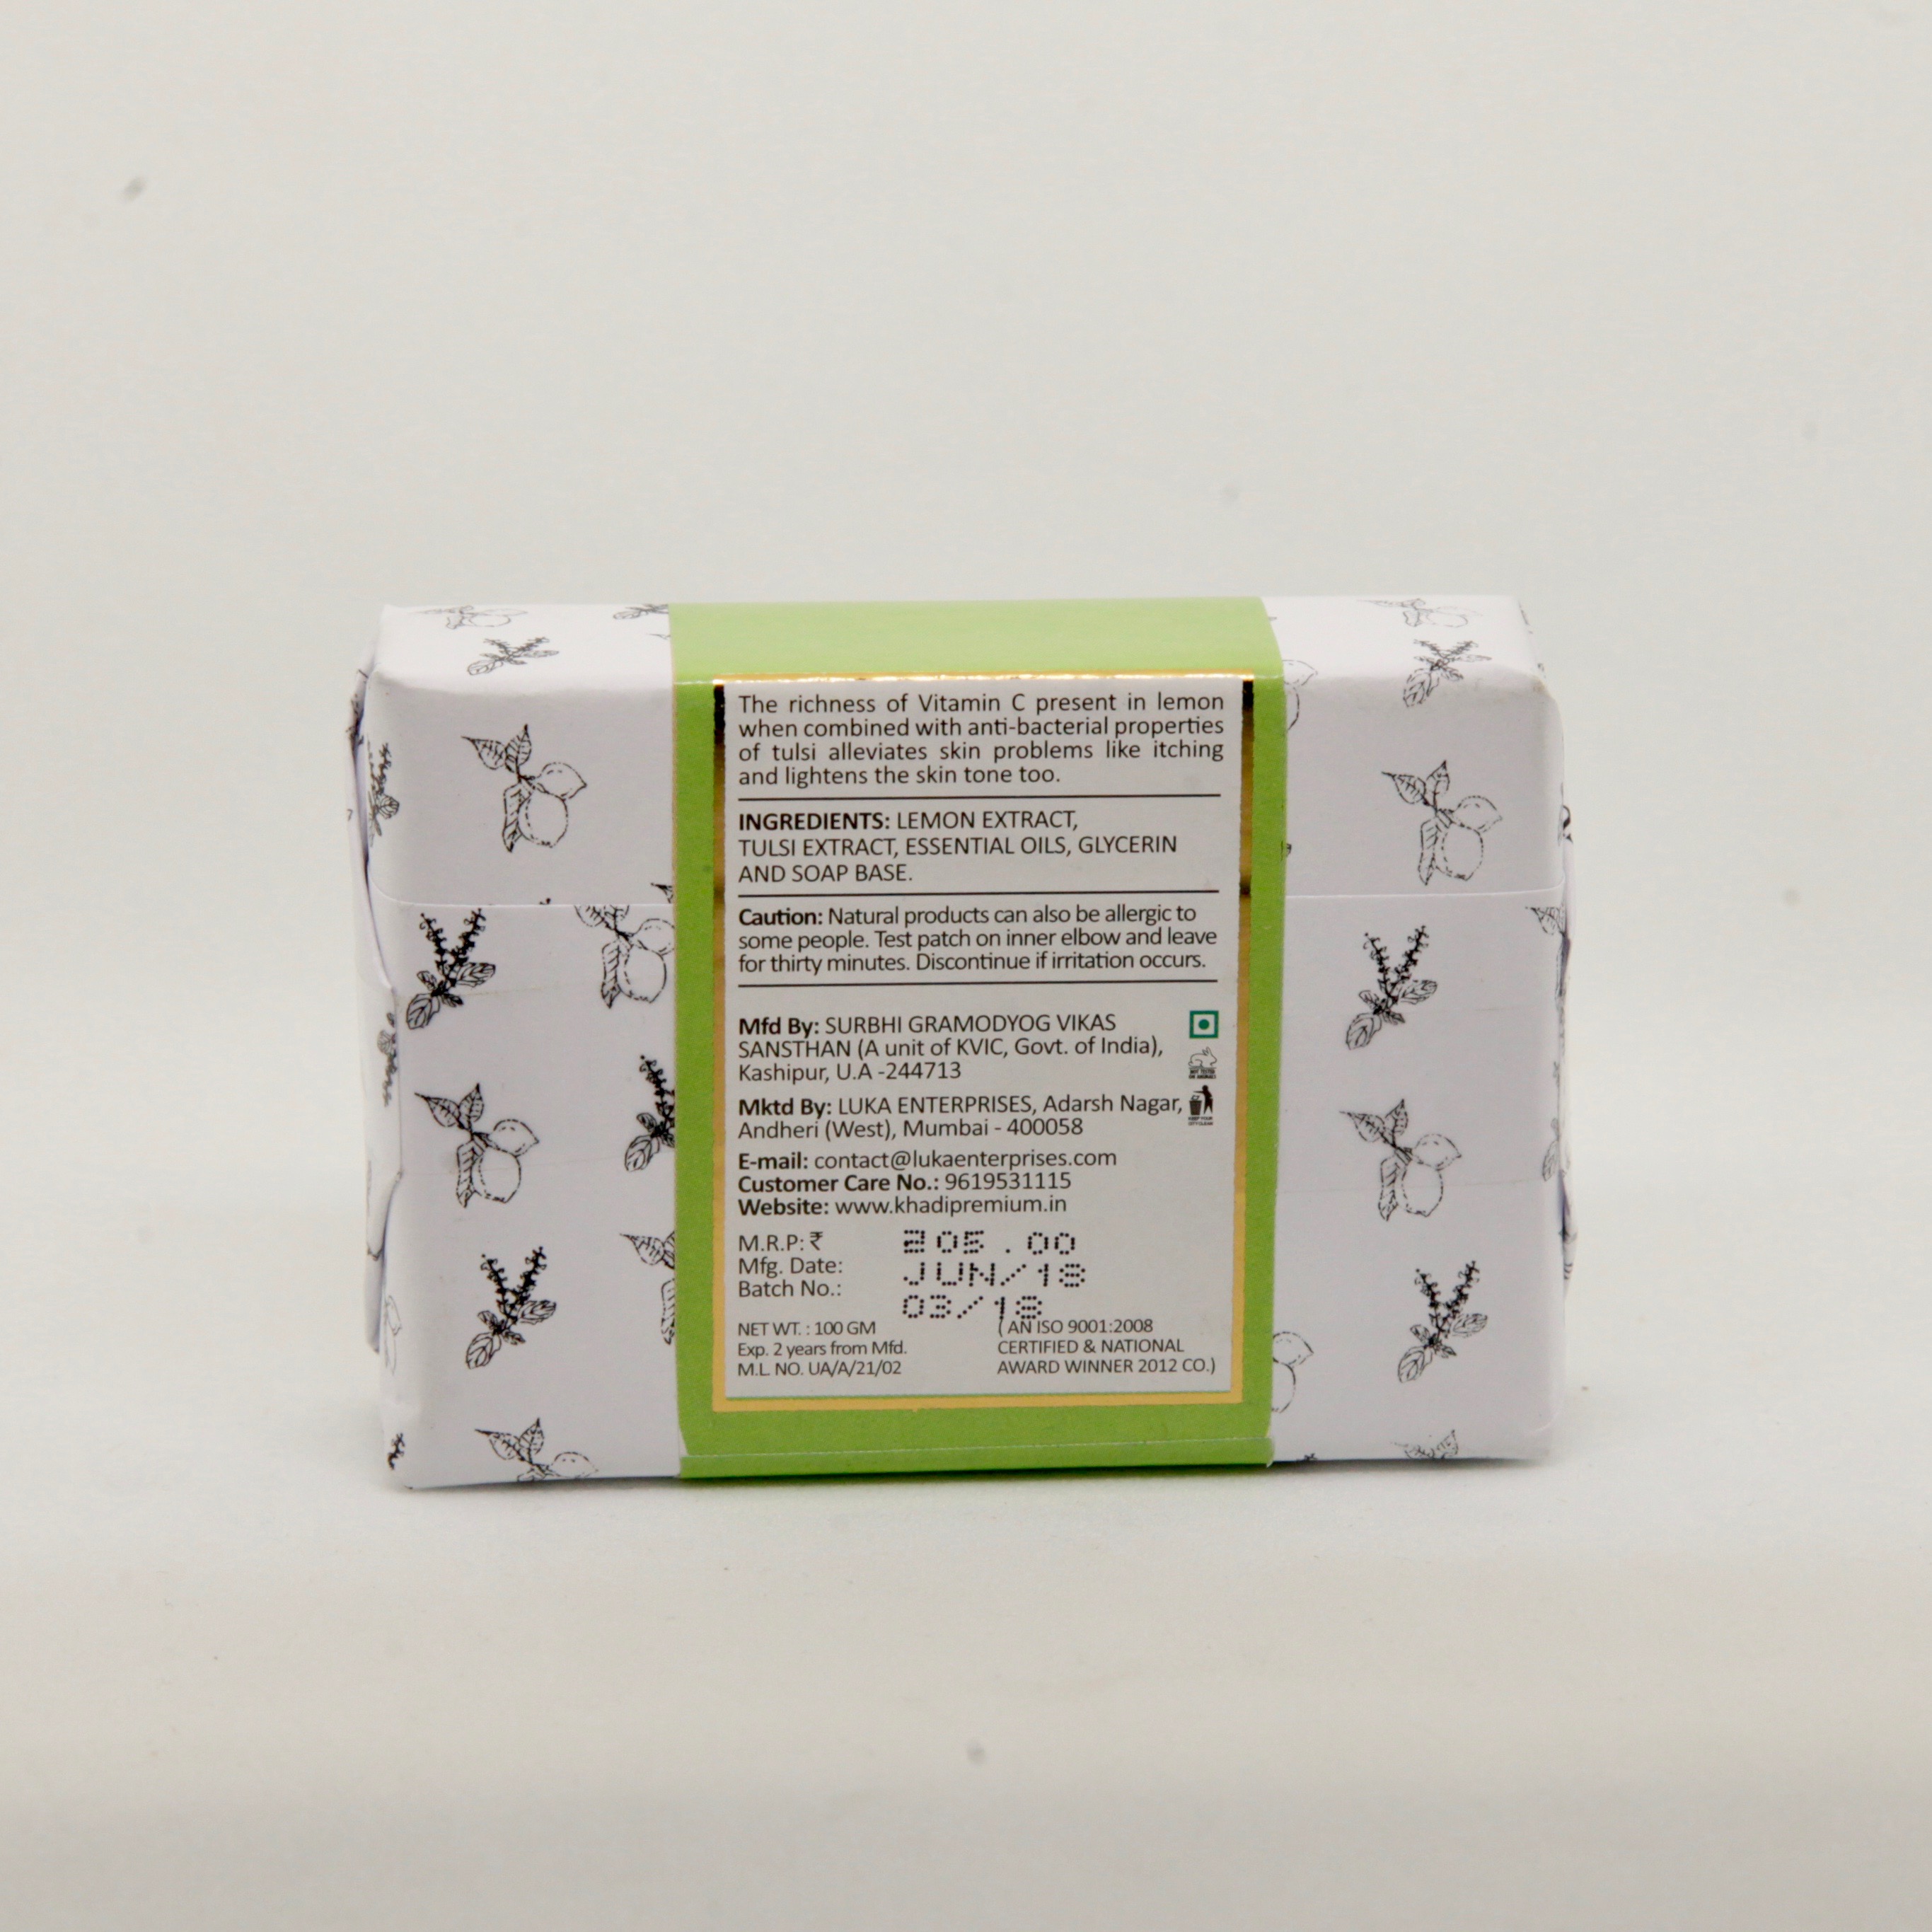 The richness of Vitamin C present in lemon
when combined with anti-bacterial properties
of tulsi alleviates skin problems like itching
and lightens the skin tone too.
INGREDIENTS: LEMON EXTRACT,
TULSI EXTRACT, ESSENTIAL OILS, GLYCERIN
AND SOAP BASE.
Caution: Natural products can also be allergic to
some people. Test patch on inner elbow and leave
for thirty minutes. Discontinue if irritation occurs.
Mfd By: SURBHI GRAMODYOG VIKAS
SANSTHAN (A unit of KVIC, Govt. of India),
Kashipur, U.A -244713
Mktd By: LUKA ENTERPRISES, Adarsh Nagar,
Andheri (West), Mumbai - 400058
E-mail: contact@lukaenterprises.com
Customer Care No.: 9619531115
Website: www.khadipremium.in
M.R.P: ₹ 205.00
Mfg. Date: JUN/18
Batch No.: 03/18
NET WT. : 100 GM
Exp. 2 years from Mfd.
M.L. NO. UA/A/21/02
( AN ISO 9001:2008
CERTIFIED & NATIONAL
AWARD WINNER 2012 CO.)